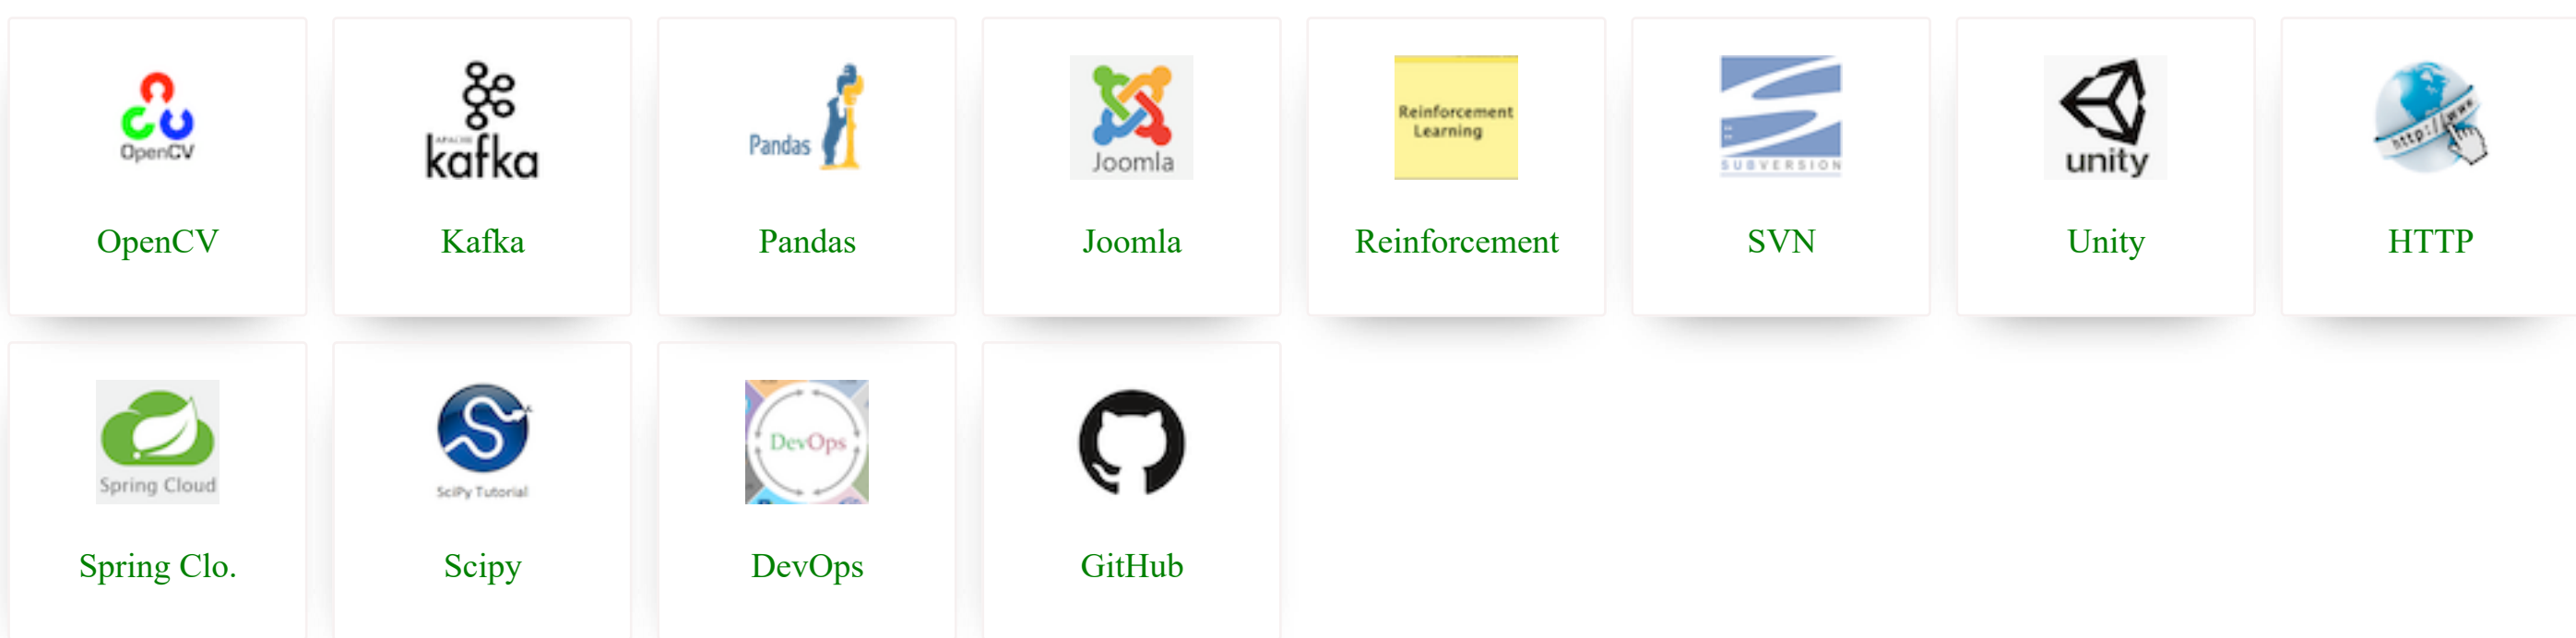 OpenCV
APACHE
kafka
Pandas
Joomla
Reinforcement
Learning
SUBVERSION
unity
http://www
OpenCV
Kafka
Pandas
Joomla
Reinforcement
SVN
Unity
HTTP
Spring Cloud
SciPy Tutorial
DevOps
Spring Clo.
Scipy
DevOps
GitHub